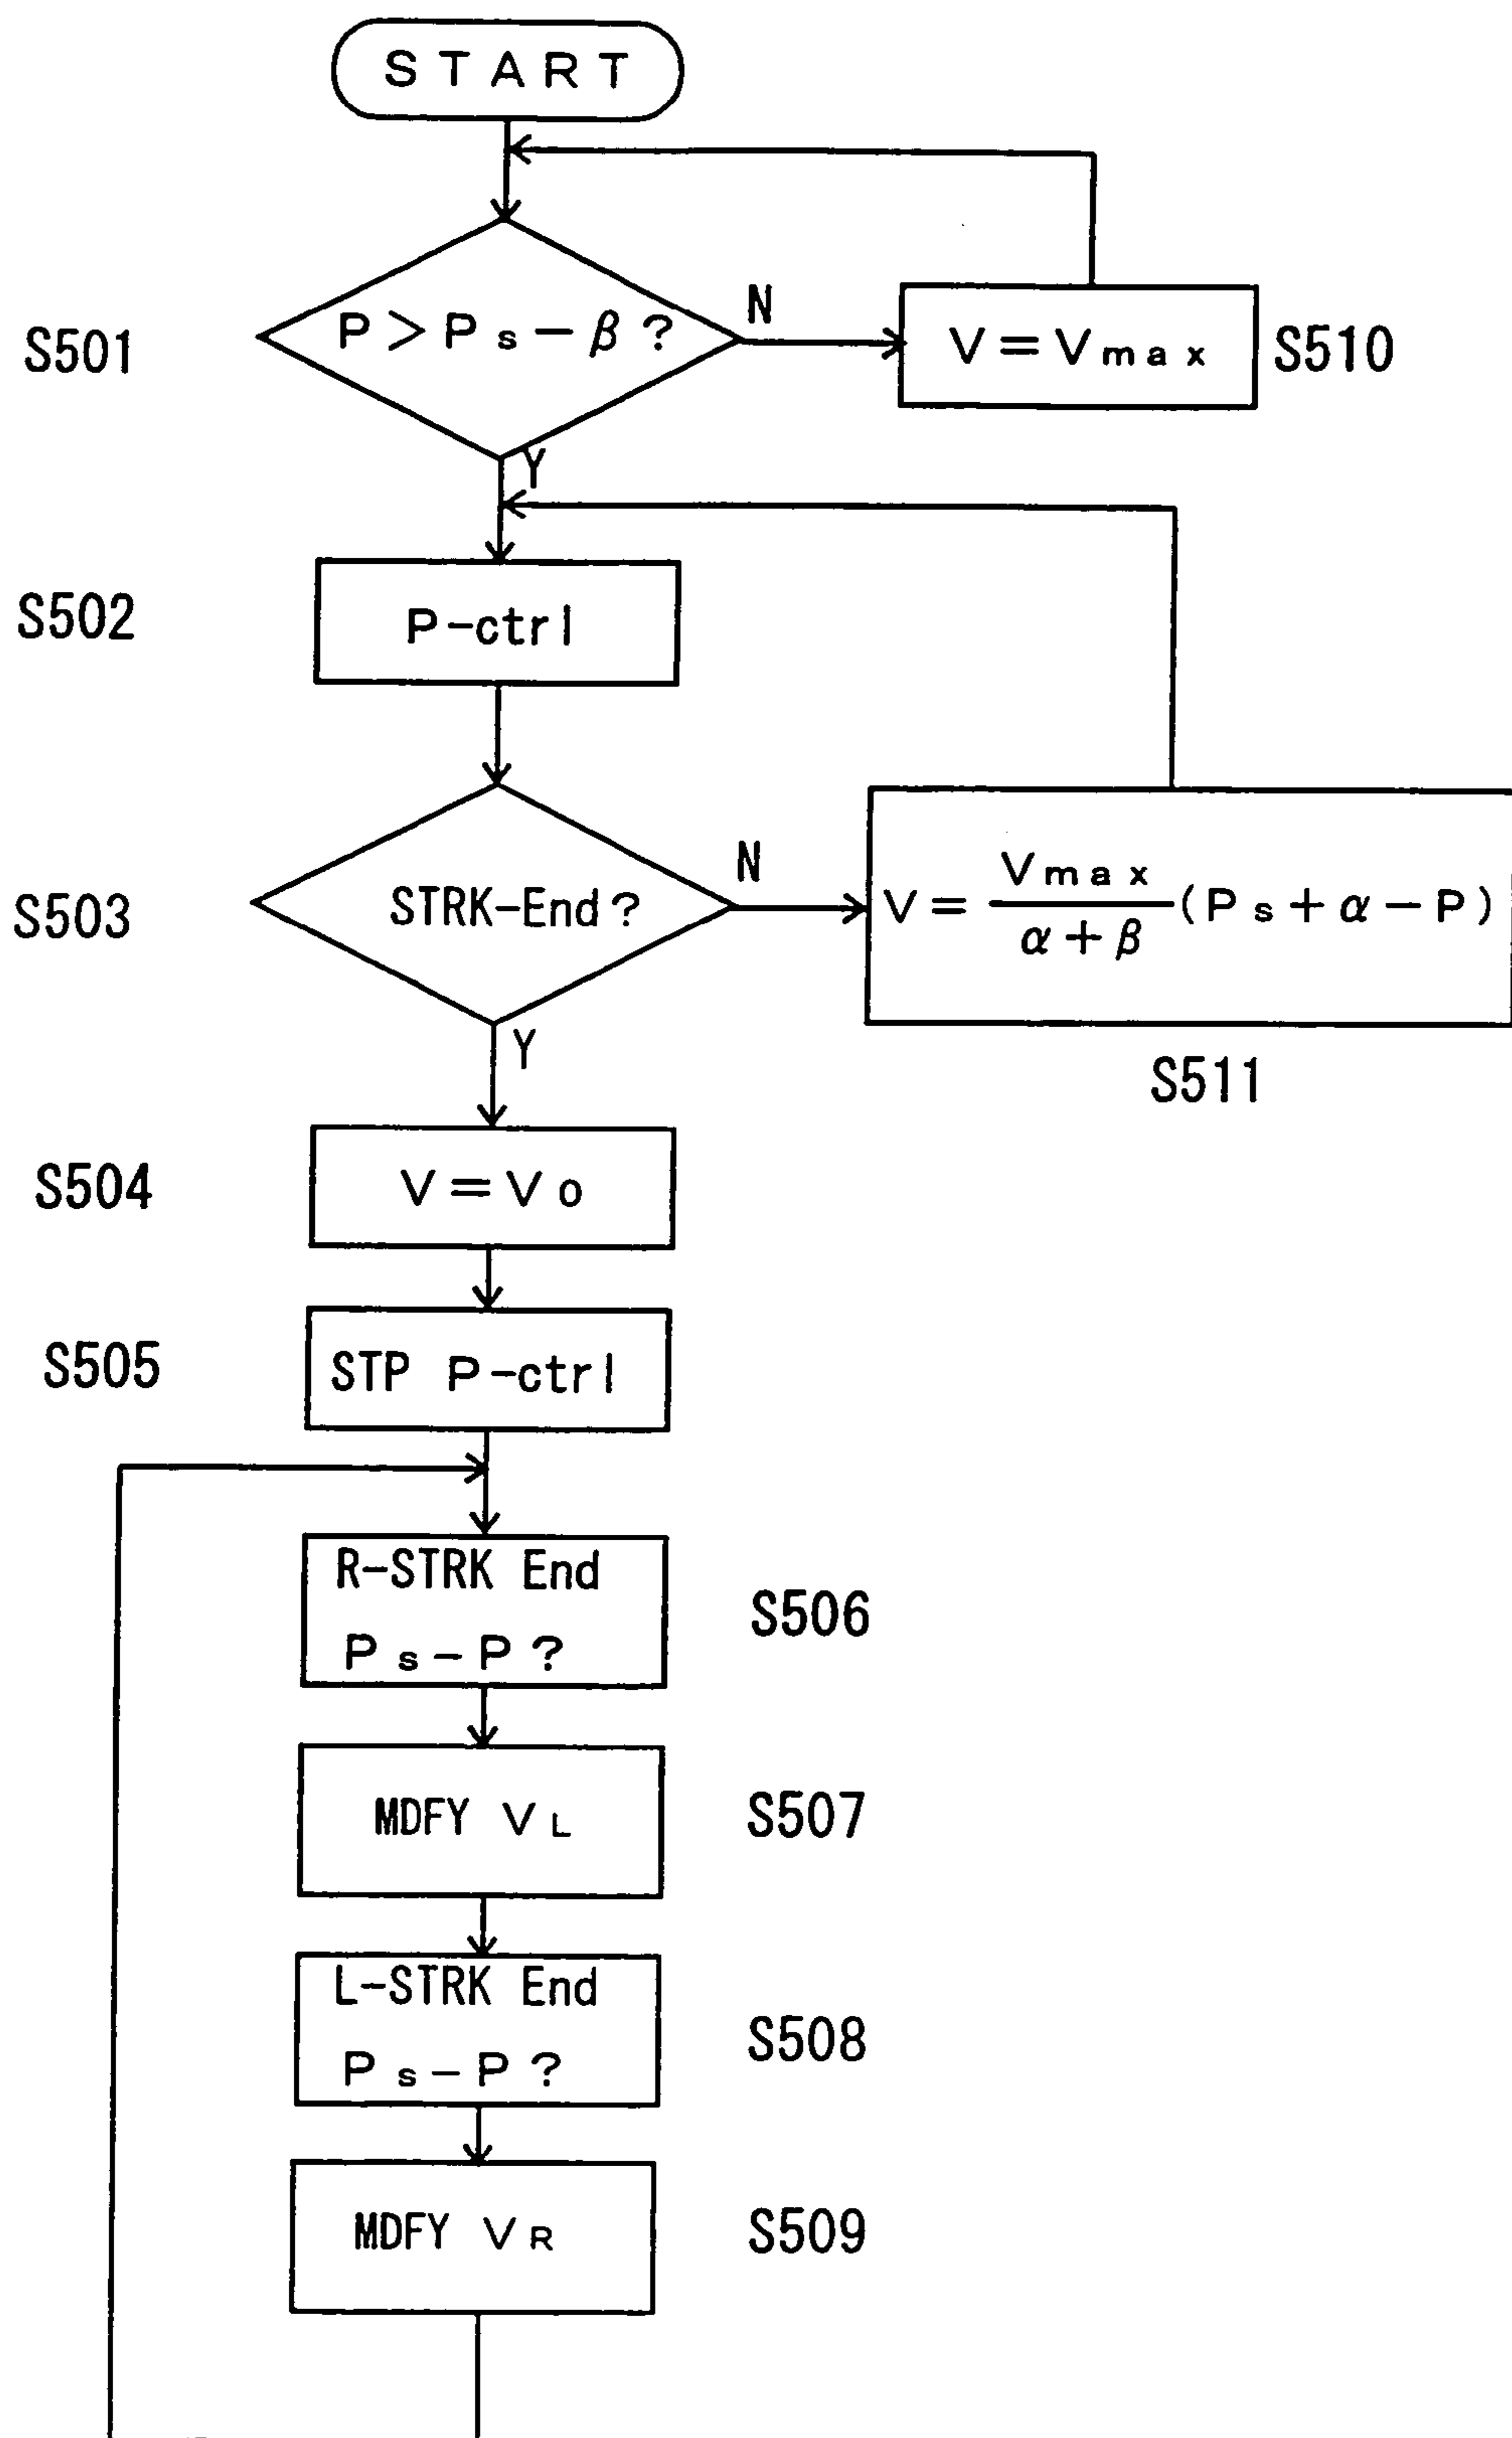 START
P > Ps − β ?
N
V = Vmax
S501
S510
Y
P-ctrl
S502
STRK-End ?
N
V = Vmax / α + β (Ps + α − P)
S503
S511
Y
V = Vo
S504
STP P-ctrl
S505
R-STRK End
Ps − P ?
S506
MDFY VL
S507
L-STRK End
Ps − P ?
S508
MDFY VR
S509